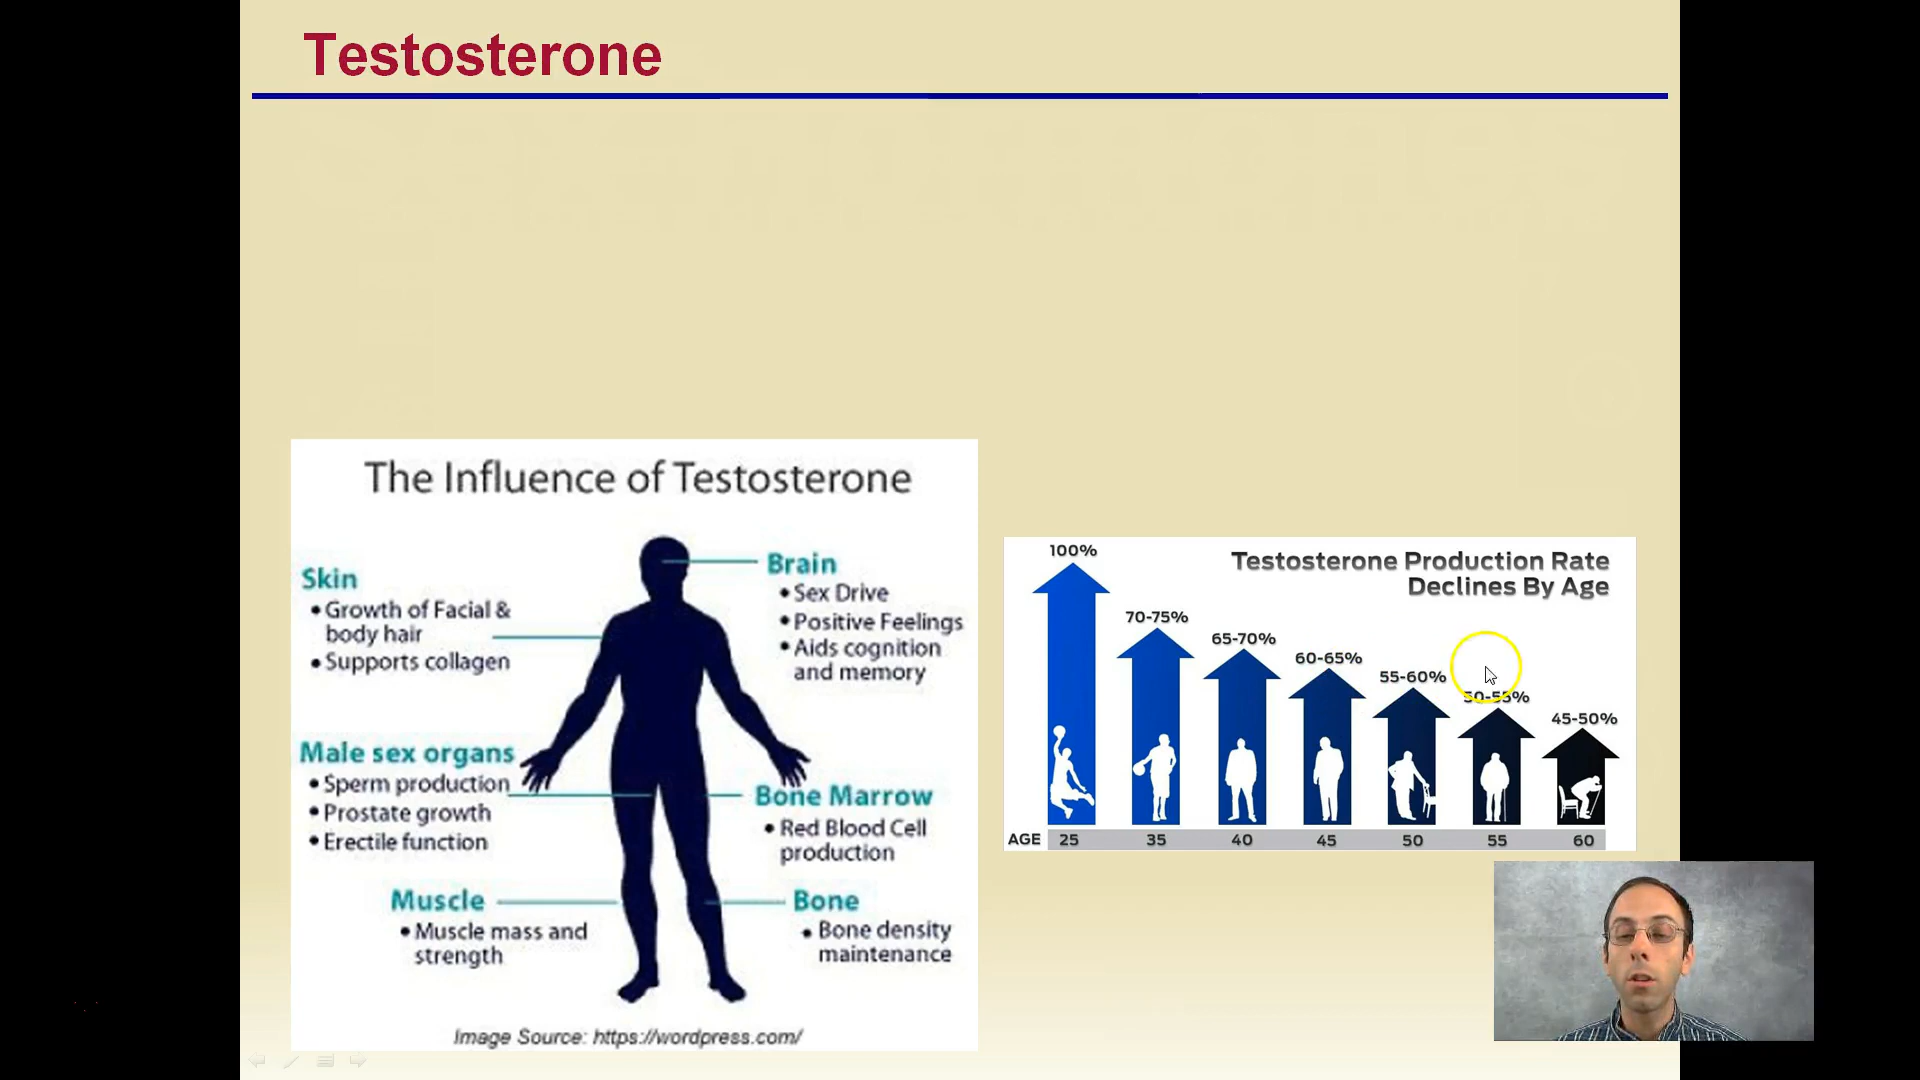 Testosterone
The Influence of Testosterone
Skin
• Growth of Facial &
body hair
• Supports collagen
Brain
• Sex Drive
• Positive Feelings
• Aids cognition
and memory
Male sex organs
• Sperm production
• Prostate growth
• Erectile function
Bone Marrow
• Red Blood Cell
production
Muscle
• Muscle mass and
strength
Bone
• Bone density
maintenance
Image Source: https://wordpress.com/
Testosterone Production Rate
Declines By Age
100%
70-75%
65-70%
60-65%
55-60%
50-55%
45-50%
AGE 25 35 40 45 50 55 60